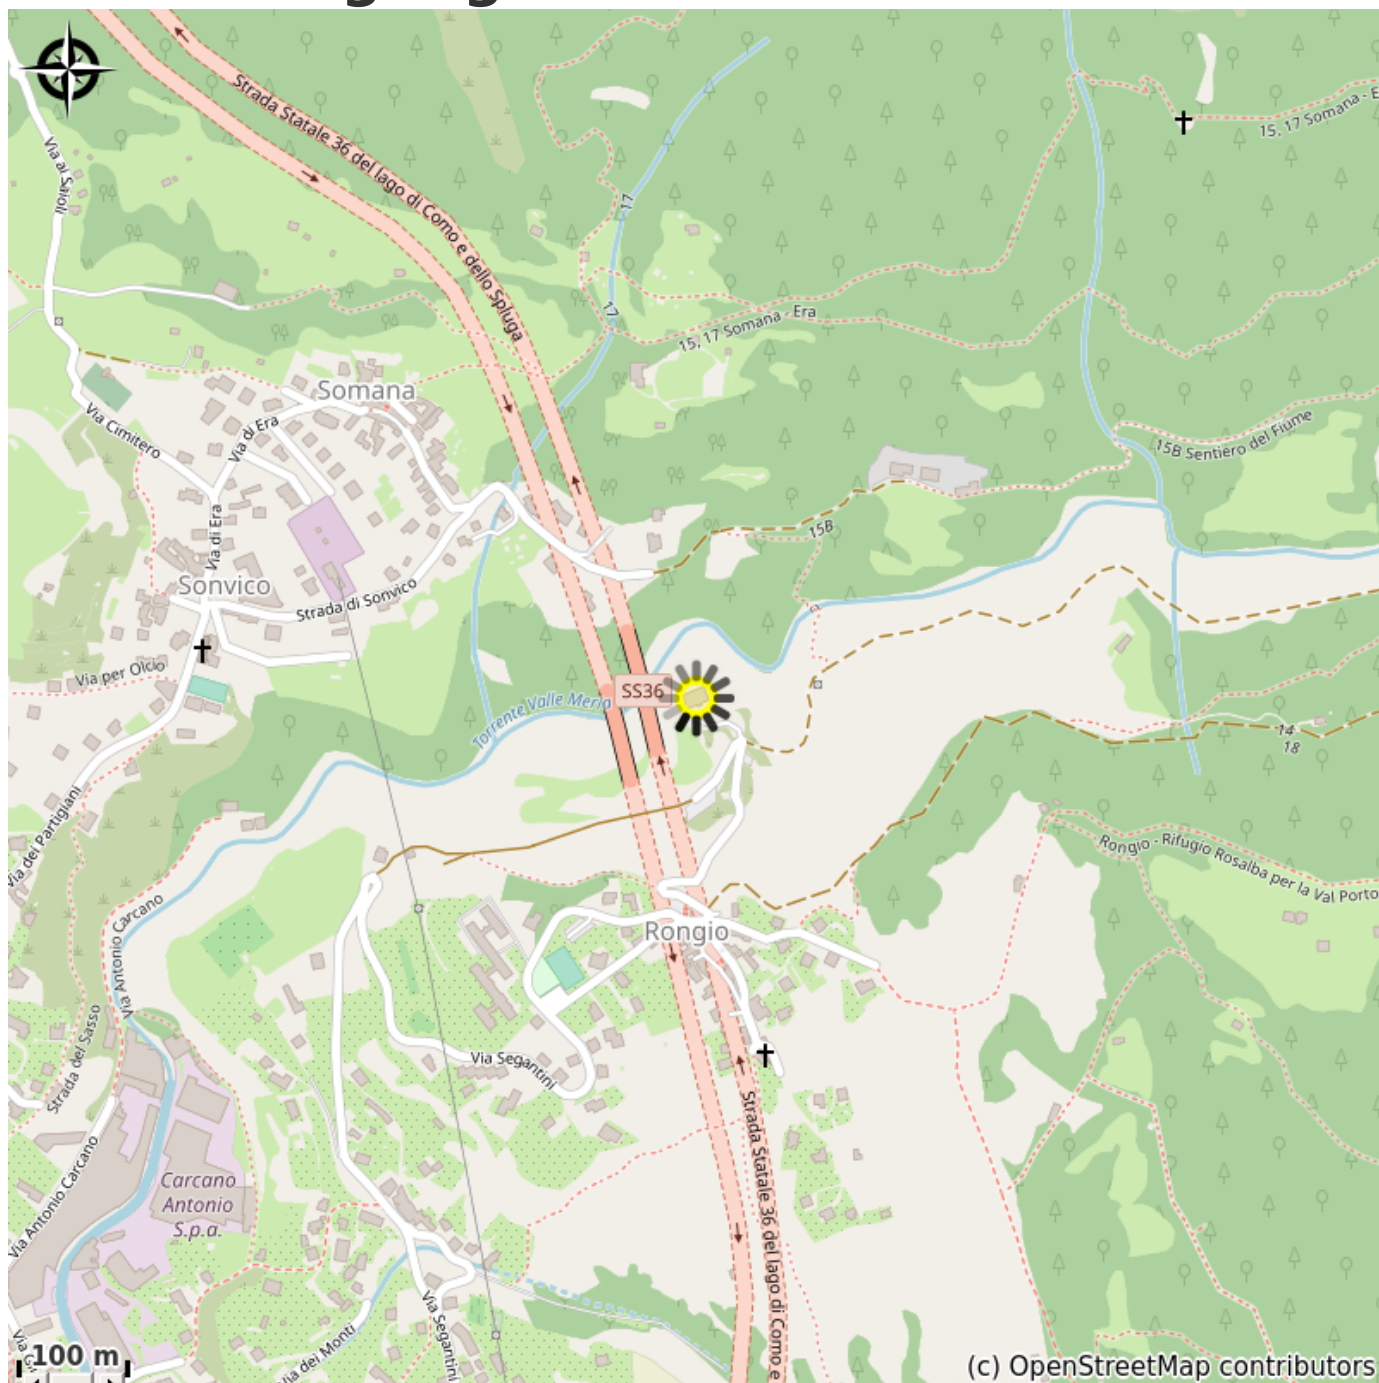 Via ai Saioli
Strada Statale 36 del lago di Como e dello Spluga
15, 17 Somana - E
17
17
15, 17 Somana - Era
Somana
Via Cimitero
Via di Era
15B Sentiero del Fiume
Via di Era
15B
Sonvico
Strada di Sonvico
Via per Olcio
SS36
Torrente Valle Meria
14
18
Via dei Partigiani
Rongio - Rifugio Rosalba per la Val Porto
Via Antonio Carcano
Rongio
Strada del Sasso
Via Segantini
Strada Statale 36 del lago di Como e
Carcano
Antonio
S.p.a.
Via Antonio Carcano
Via Segantini
Via dei Monti
100 m
(c) OpenStreetMap contributors